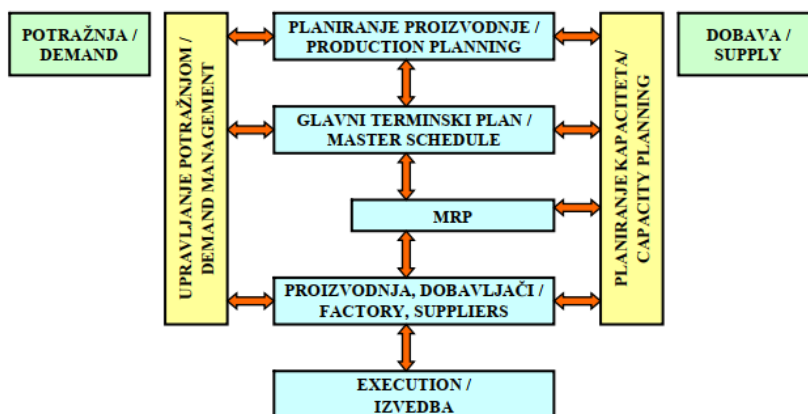 POTRAŽNJA /
DEMAND
UPRAVLJANJE POTRAŽNJOM /
DEMAND MANAGEMENT
PLANIRANJE PROIZVODNJE /
PRODUCTION PLANNING
GLAVNI TERMINSKI PLAN /
MASTER SCHEDULE
MRP
PROIZVODNJA, DOBAVLJAČI /
FACTORY, SUPPLIERS
EXECUTION /
IZVEDBA
PLANIRANJE KAPACITETA/
CAPACITY PLANNING
DOBAVA /
SUPPLY